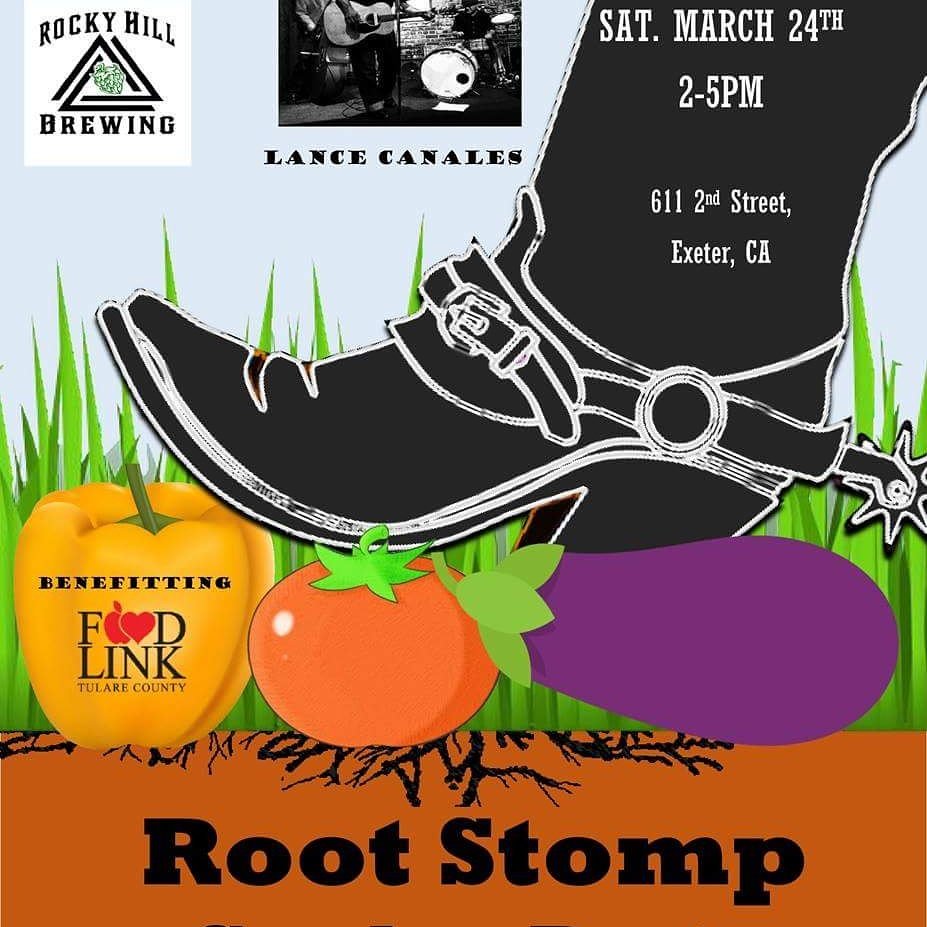 ROCKY HILL
BREWING
LANCE CANALES
SAT. MARCH 24TH
2-5PM
611 2nd Street,
Exeter, CA
BENEFITTING
FOOD
LINK
TULARE COUNTY
Root Stomp